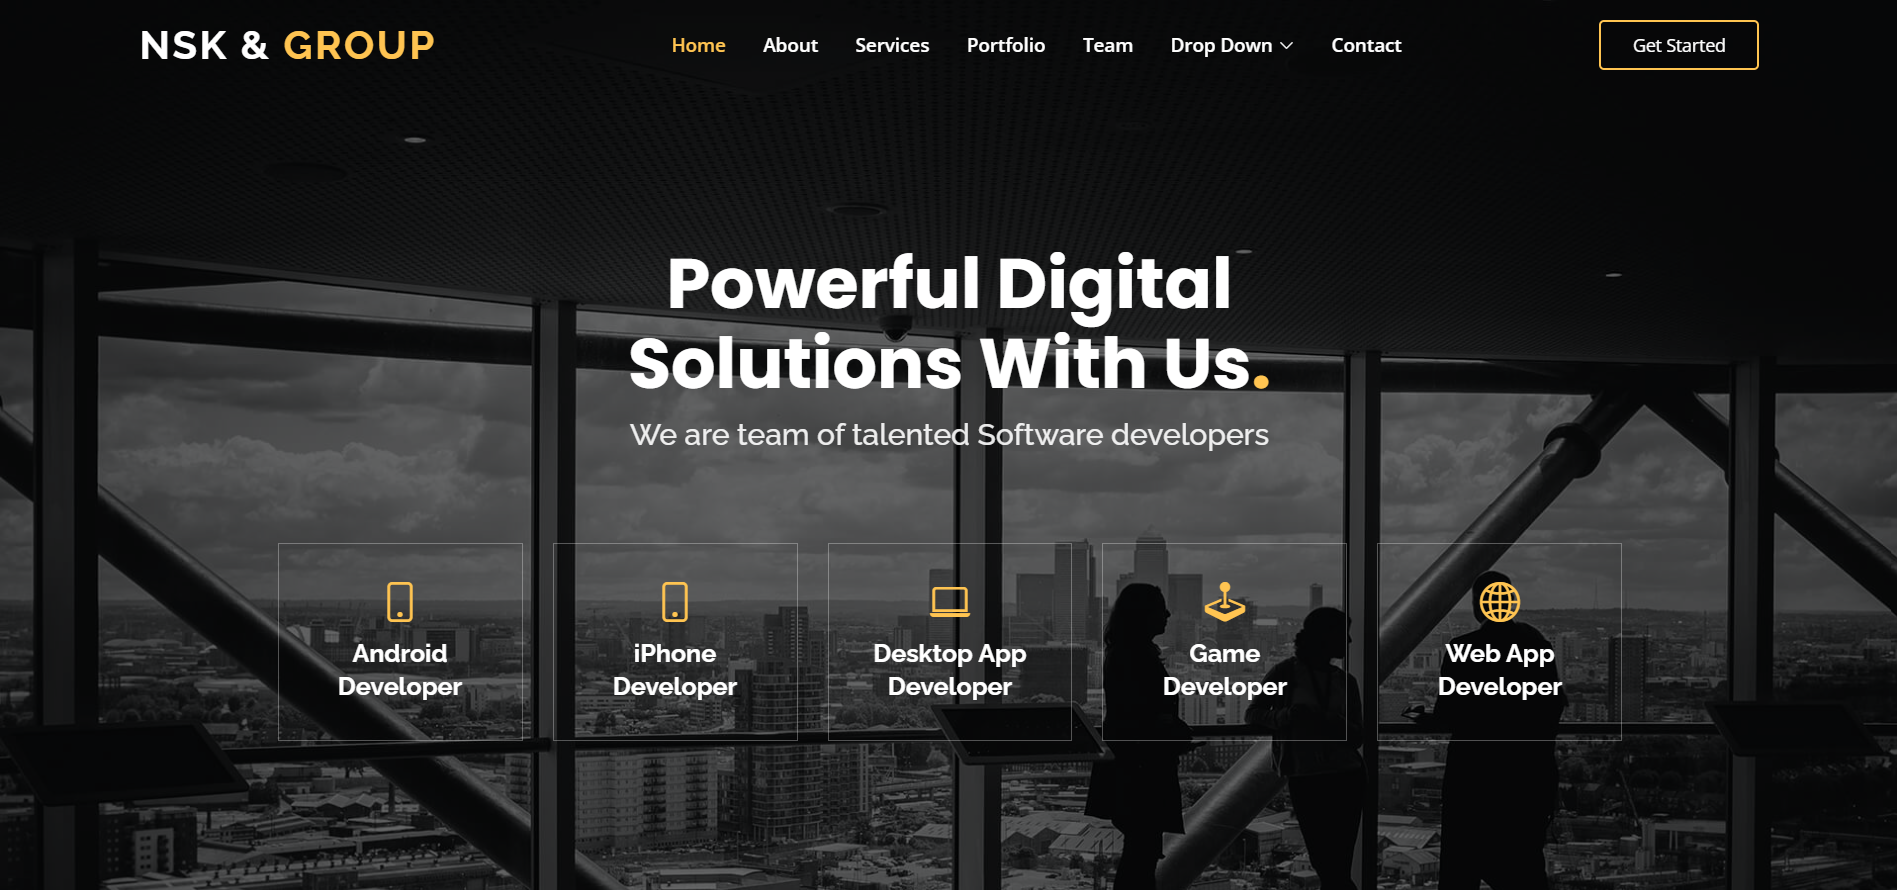 NSK & GROUP
Home
About
Services
Portfolio
Team
Drop Down
Contact
Get Started
Powerful Digital
Solutions With Us.
We are team of talented Software developers
Android
Developer
iPhone
Developer
Desktop App
Developer
Game
Developer
Web App
Developer